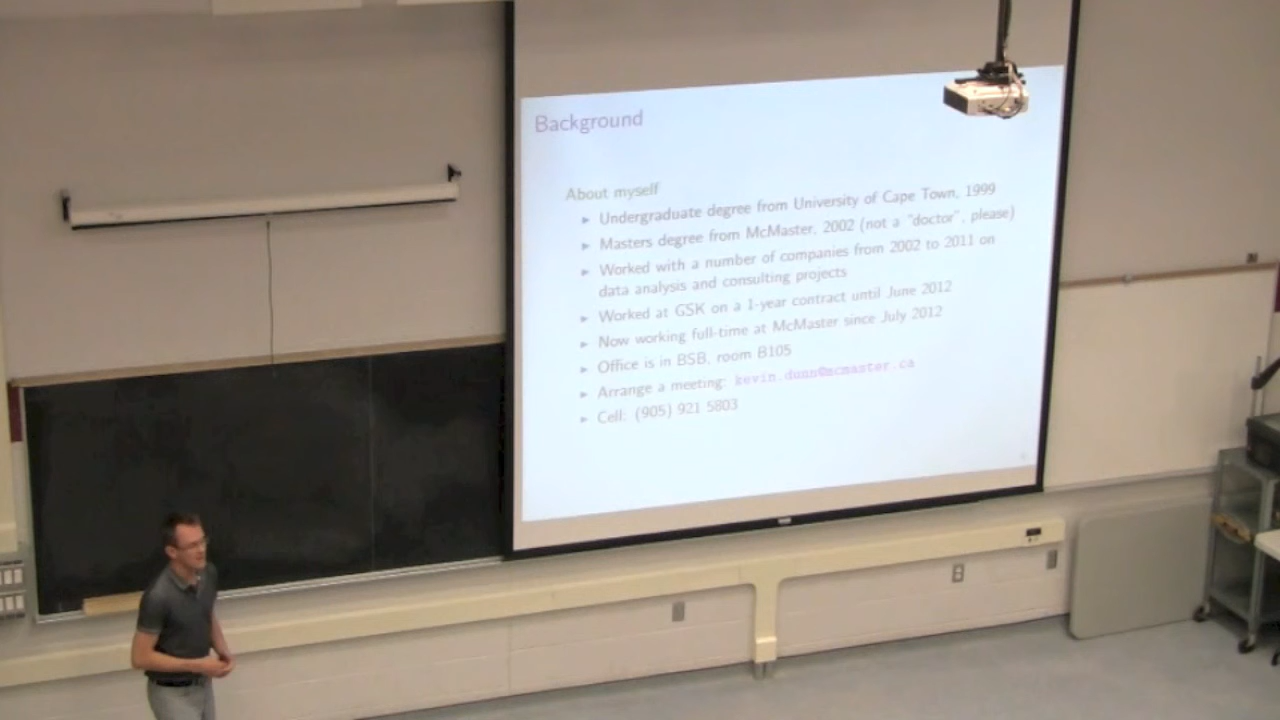 Background
About myself
▸ Undergraduate degree from University of Cape Town, 1999
▸ Masters degree from McMaster, 2002 (not a "doctor", please)
▸ Worked with a number of companies from 2002 to 2011 on
data analysis and consulting projects
▸ Worked at GSK on a 1-year contract until June 2012
▸ Now working full-time at McMaster since July 2012
▸ Office is in BSB, room B105
▸ Arrange a meeting: kevin.dunn@mcmaster.ca
▸ Cell: (905) 921 5803